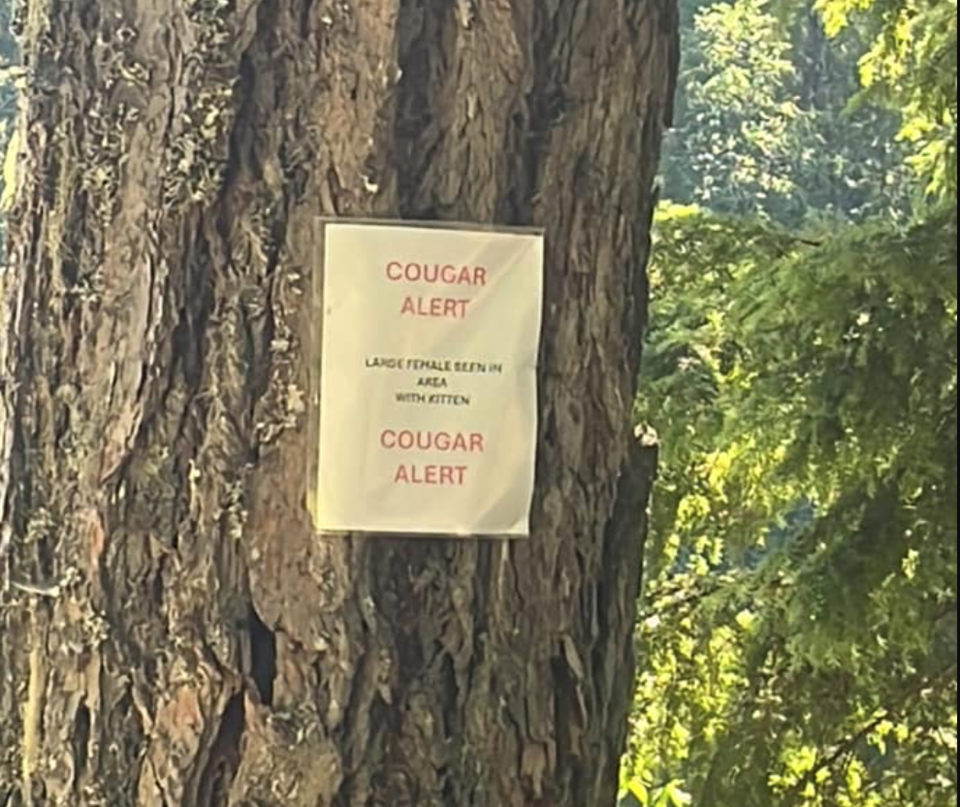 COUGAR
ALERT
LARGE FEMALE SEEN IN
AREA
WITH KITTEN
COUGAR
ALERT